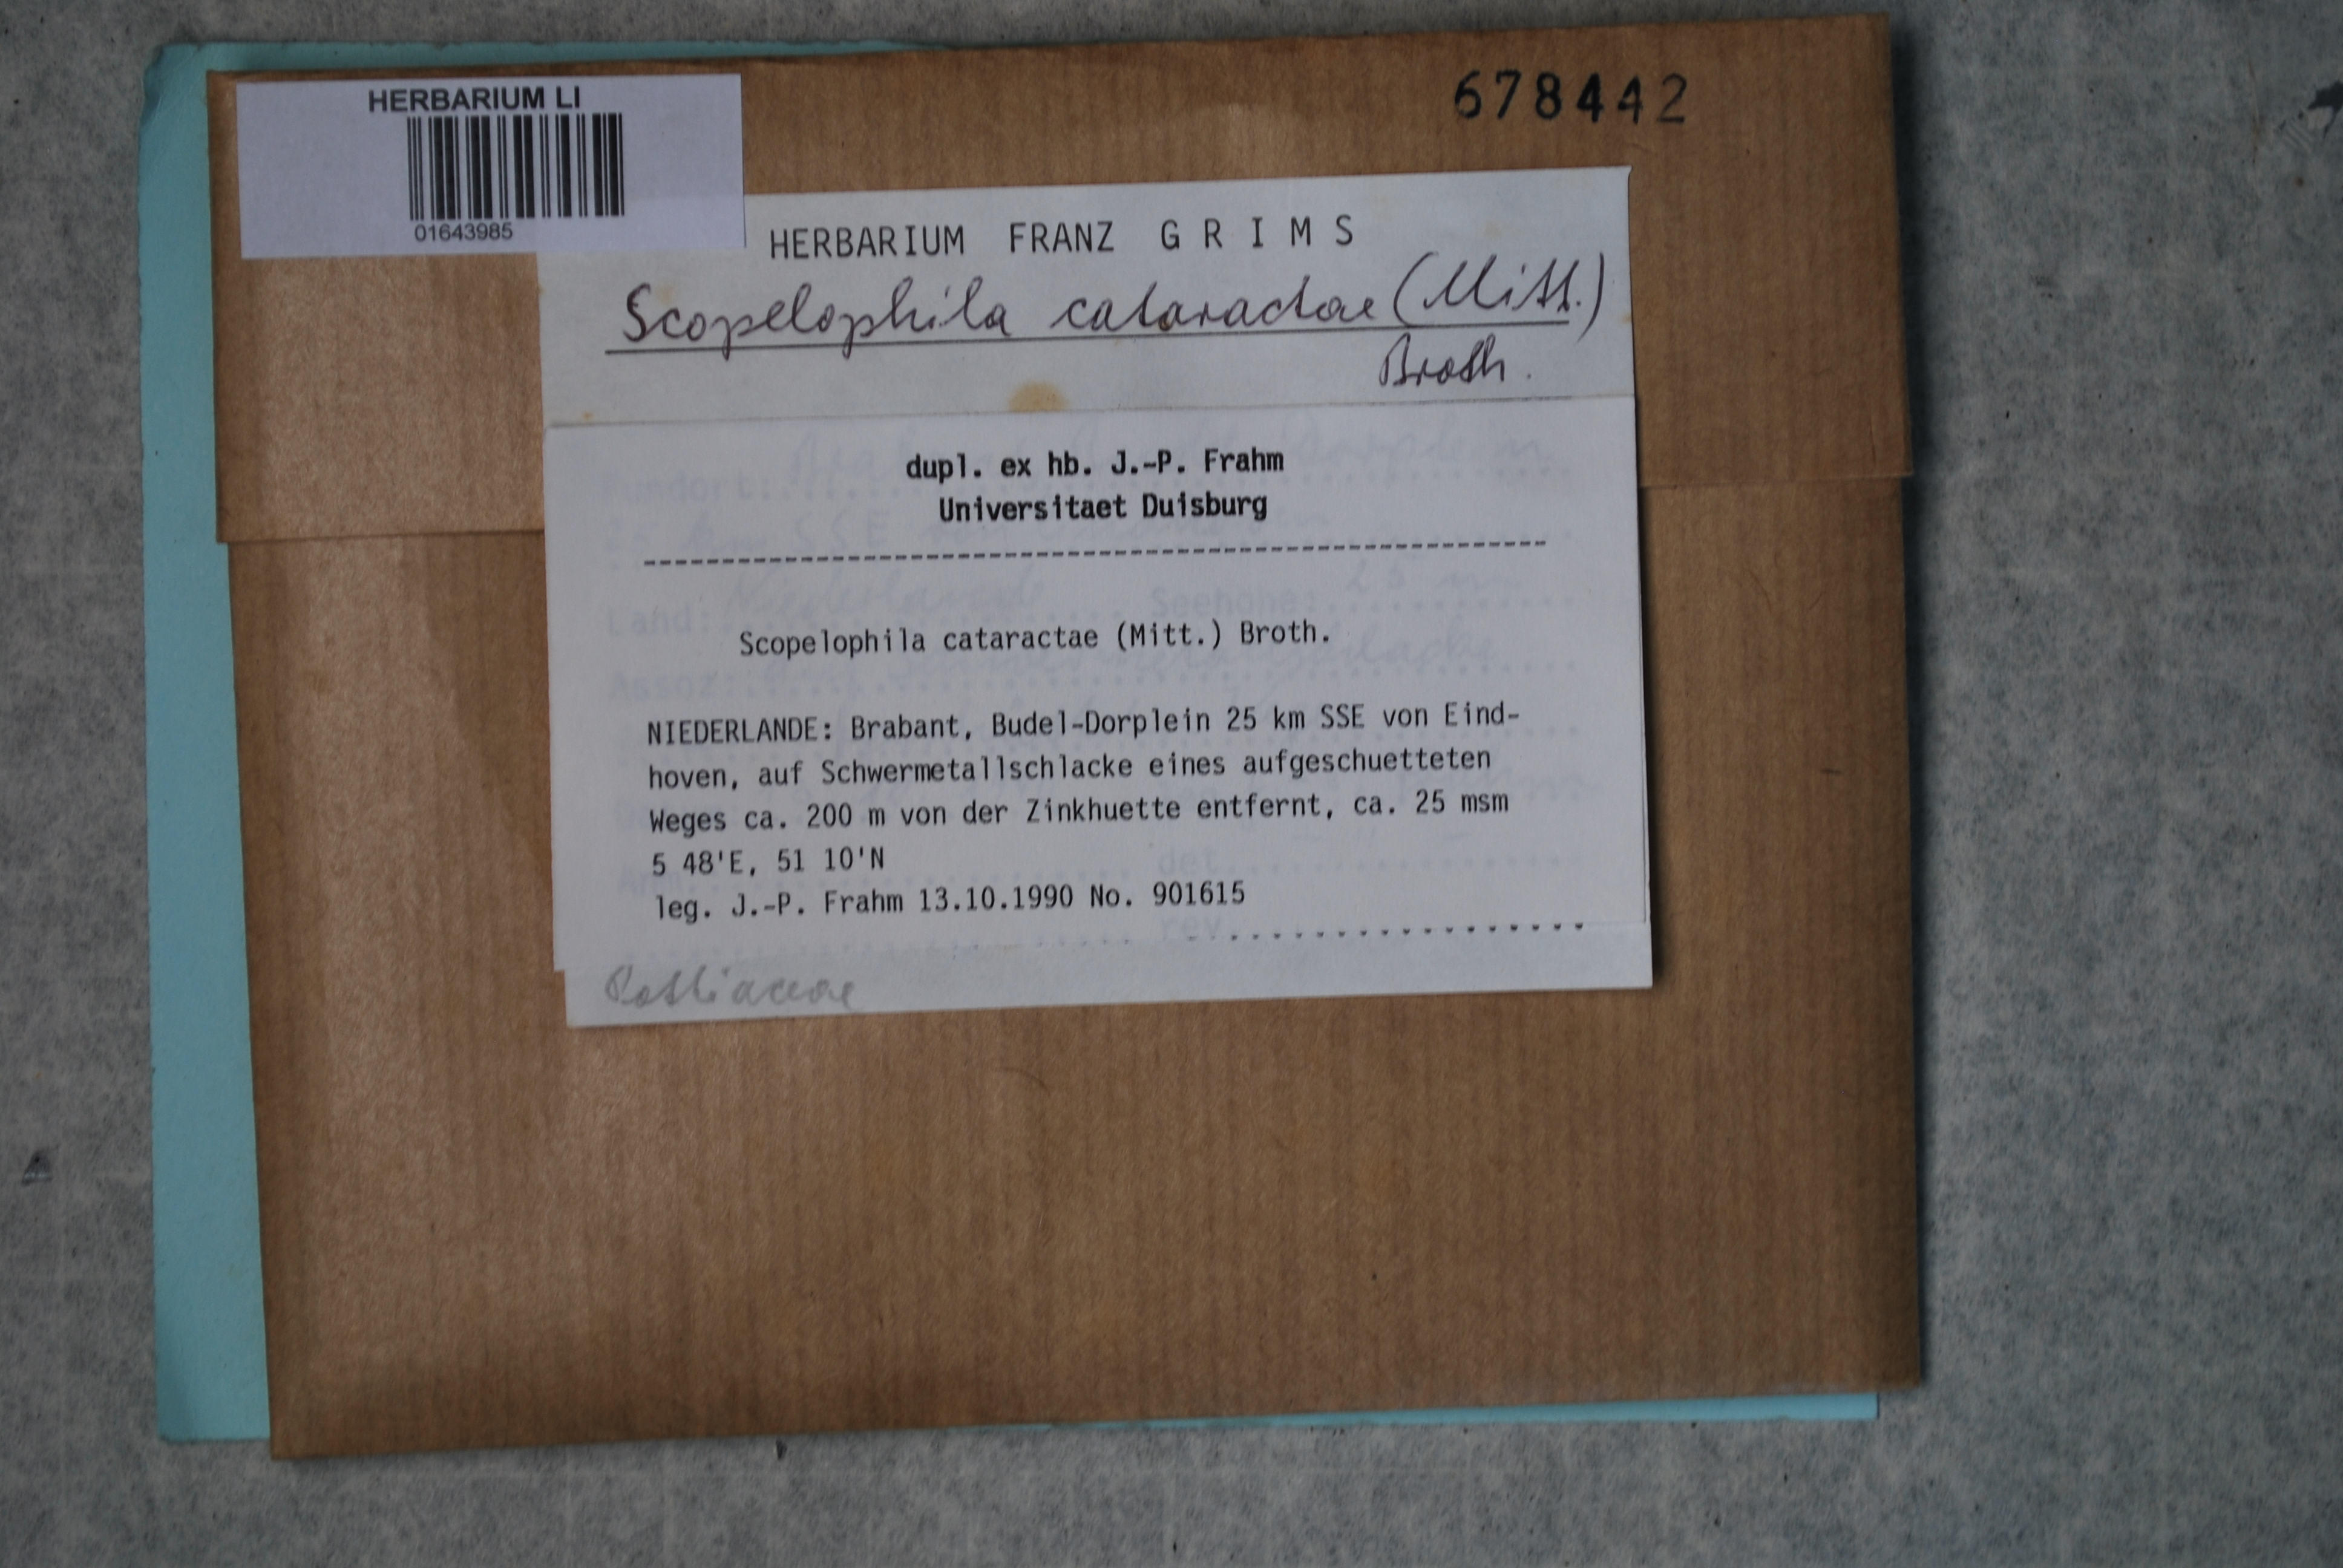 HERBARIUM LI
01643985
678442
HERBARIUM FRANZ G R I M S
Scopelophila cataractae (Mitt.)
Broth.
dupl. ex hb. J.-P. Frahm
Universitaet Duisburg
Scopelophila cataractae (Mitt.) Broth.
NIEDERLANDE: Brabant, Budel-Dorplein 25 km SSE von Eind-
hoven, auf Schwermetallschlacke eines aufgeschuetteten
Weges ca. 200 m von der Zinkhuette entfernt, ca. 25 msm
5 48'E, 51 10'N
leg. J.-P. Frahm 13.10.1990 No. 901615
rev.
Pottiaceae